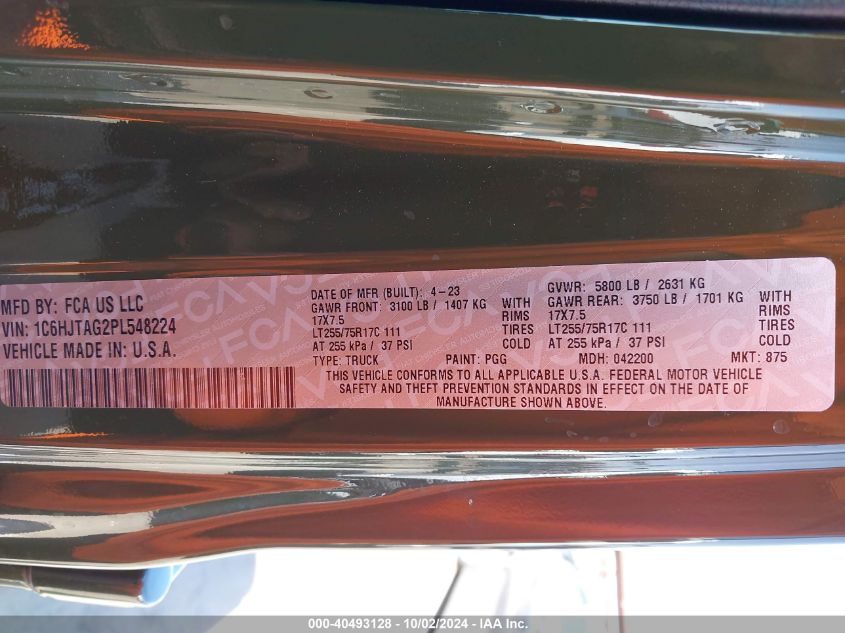 MFD BY: FCA US LLC
VIN: 1C6HJTAG2PL548224
VEHICLE MADE IN: U.S.A.
DATE OF MFR (BUILT): 4-23
GAWR FRONT: 3100 LB / 1407 KG WITH
17X7.5 RIMS
LT255/75R17C 111 TIRES
AT 255 kPa / 37 PSI COLD
GVWR: 5800 LB / 2631 KG
GAWR REAR: 3750 LB / 1701 KG WITH
17X7.5 RIMS
LT255/75R17C 111 TIRES
AT 255 kPa / 37 PSI COLD
TYPE: TRUCK PAINT: PGG MDH: 042200 MKT: 875
THIS VEHICLE CONFORMS TO ALL APPLICABLE U.S.A. FEDERAL MOTOR VEHICLE
SAFETY AND THEFT PREVENTION STANDARDS IN EFFECT ON THE DATE OF
MANUFACTURE SHOWN ABOVE.
000-40493128 - 10/02/2024 - IAA Inc.